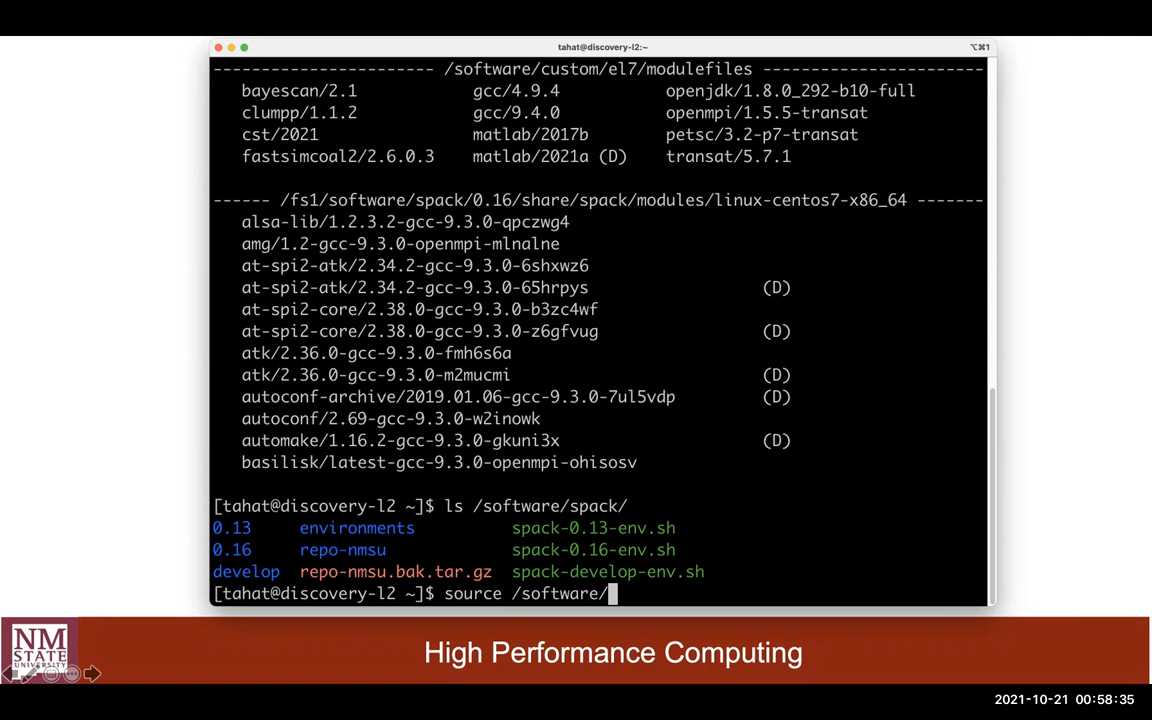 tahat@discovery-l2:~ ⌥⌘1
---------------------- /software/custom/el7/modulefiles -----------------------
bayescan/2.1 gcc/4.9.4 openjdk/1.8.0_292-b10-full
clumpp/1.1.2 gcc/9.4.0 openmpi/1.5.5-transat
cst/2021 matlab/2017b petsc/3.2-p7-transat
fastsimcoal2/2.6.0.3 matlab/2021a (D) transat/5.7.1
------ /fs1/software/spack/0.16/share/spack/modules/linux-centos7-x86_64 -------
alsa-lib/1.2.3.2-gcc-9.3.0-qpczwg4
amg/1.2-gcc-9.3.0-openmpi-mlnalne
at-spi2-atk/2.34.2-gcc-9.3.0-6shxwz6
at-spi2-atk/2.34.2-gcc-9.3.0-65hrpys (D)
at-spi2-core/2.38.0-gcc-9.3.0-b3zc4wf
at-spi2-core/2.38.0-gcc-9.3.0-z6gfvug (D)
atk/2.36.0-gcc-9.3.0-fmh6s6a
atk/2.36.0-gcc-9.3.0-m2mucmi (D)
autoconf-archive/2019.01.06-gcc-9.3.0-7ul5vdp (D)
autoconf/2.69-gcc-9.3.0-w2inowk
automake/1.16.2-gcc-9.3.0-gkuni3x (D)
basilisk/latest-gcc-9.3.0-openmpi-ohisosv
[tahat@discovery-l2 ~]$ ls /software/spack/
0.13 environments spack-0.13-env.sh
0.16 repo-nmsu spack-0.16-env.sh
develop repo-nmsu.bak.tar.gz spack-develop-env.sh
[tahat@discovery-l2 ~]$ source /software/
NM
STATE
UNIVERSITY
High Performance Computing
2021-10-21 00:58:35